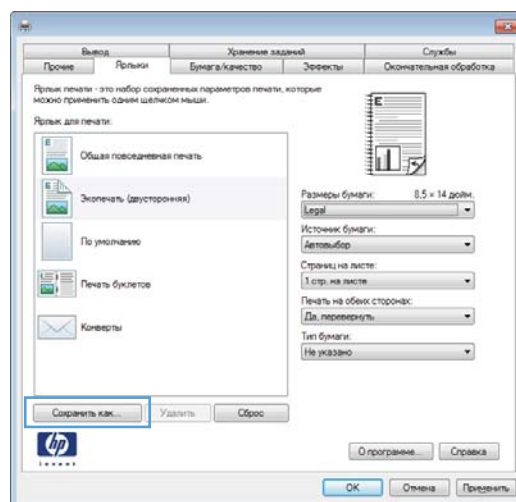 Вывод Хранение заданий Службы
Прочие Ярлыки Бумага/качество Эффекты Окончательная обработка
Ярлык печати - это набор сохраненных параметров печати, которые
можно применить одним щелчком мыши.
Ярлык для печати:
Общая повседневная печать
Экопечать (двусторонняя)
По умолчанию
Печать буклетов
Конверты
Размеры бумаги: 8,5 × 14 дюйм.
Legal
Источник бумаги:
Автовыбор
Страниц на листе:
1 стр. на листе
Печать на обеих сторонах:
Да, перевернуть
Тип бумаги:
Не указано
Сохранить как... Удалить Сброс
hp
invent
О программе... Справка
OK Отмена Применить